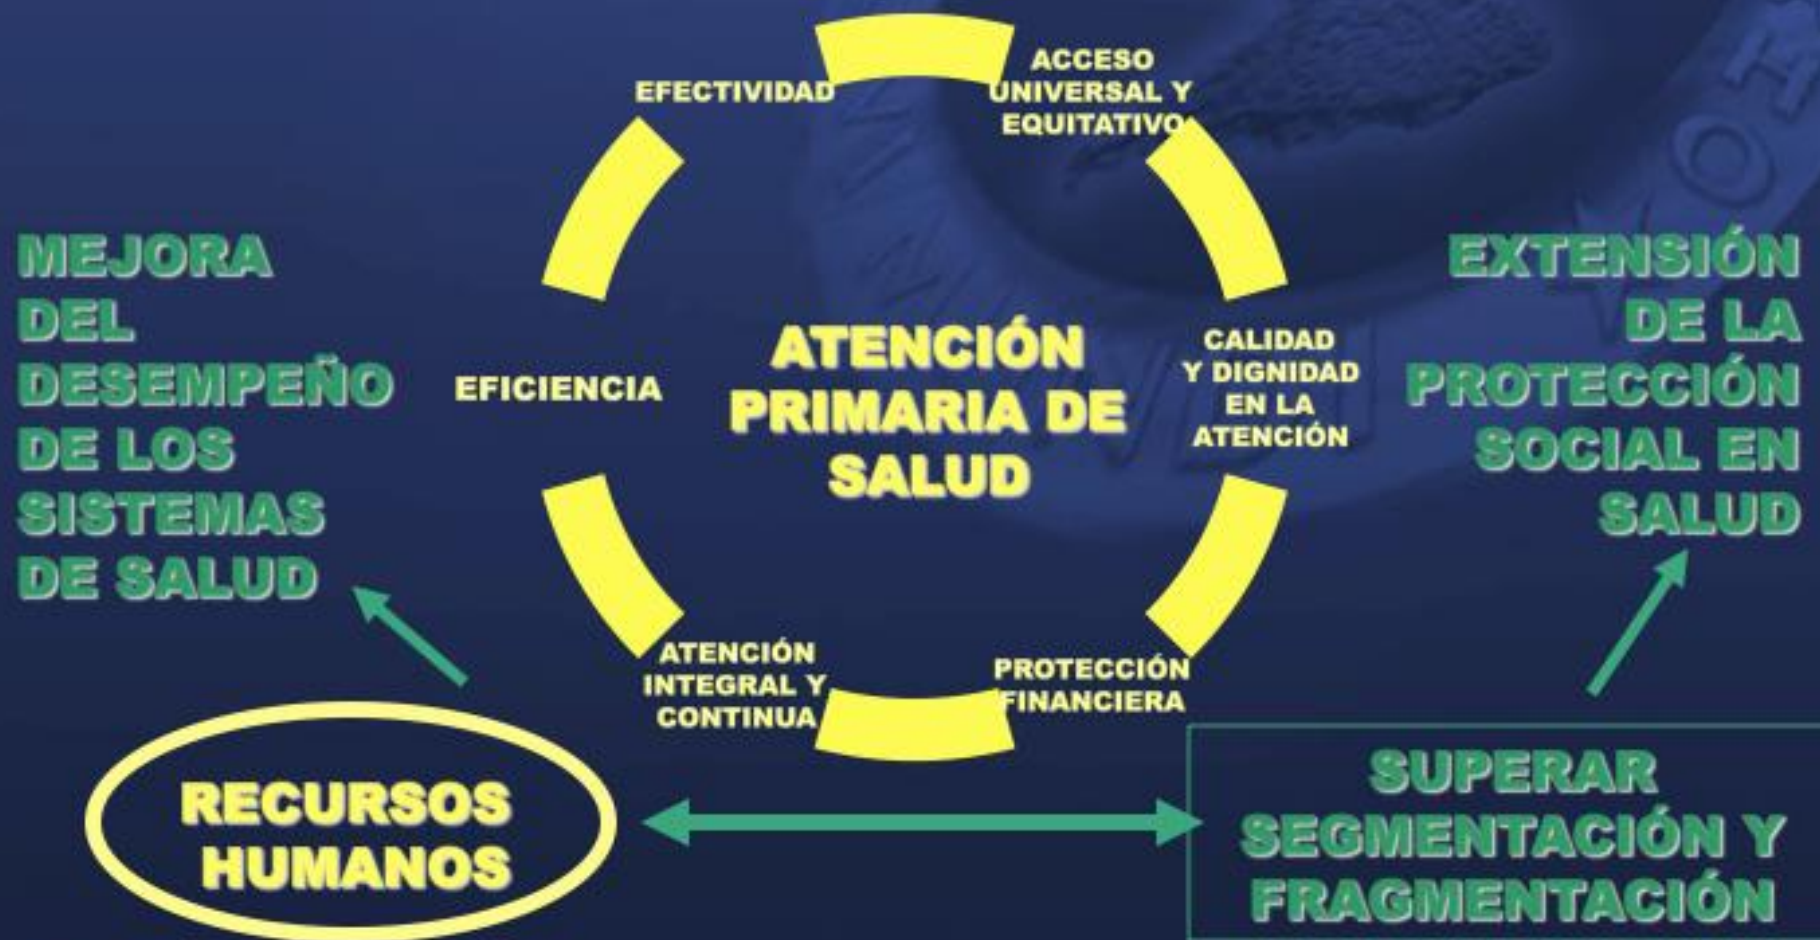 EFECTIVIDAD
ACCESO
UNIVERSAL Y
EQUITATIVO
MEJORA
DEL
DESEMPEÑO
DE LOS
SISTEMAS
DE SALUD
EFICIENCIA
ATENCIÓN
PRIMARIA DE
SALUD
CALIDAD
Y DIGNIDAD
EN LA
ATENCIÓN
EXTENSIÓN
DE LA
PROTECCIÓN
SOCIAL EN
SALUD
ATENCIÓN
INTEGRAL Y
CONTINUA
PROTECCIÓN
FINANCIERA
RECURSOS
HUMANOS
SUPERAR
SEGMENTACIÓN Y
FRAGMENTACIÓN